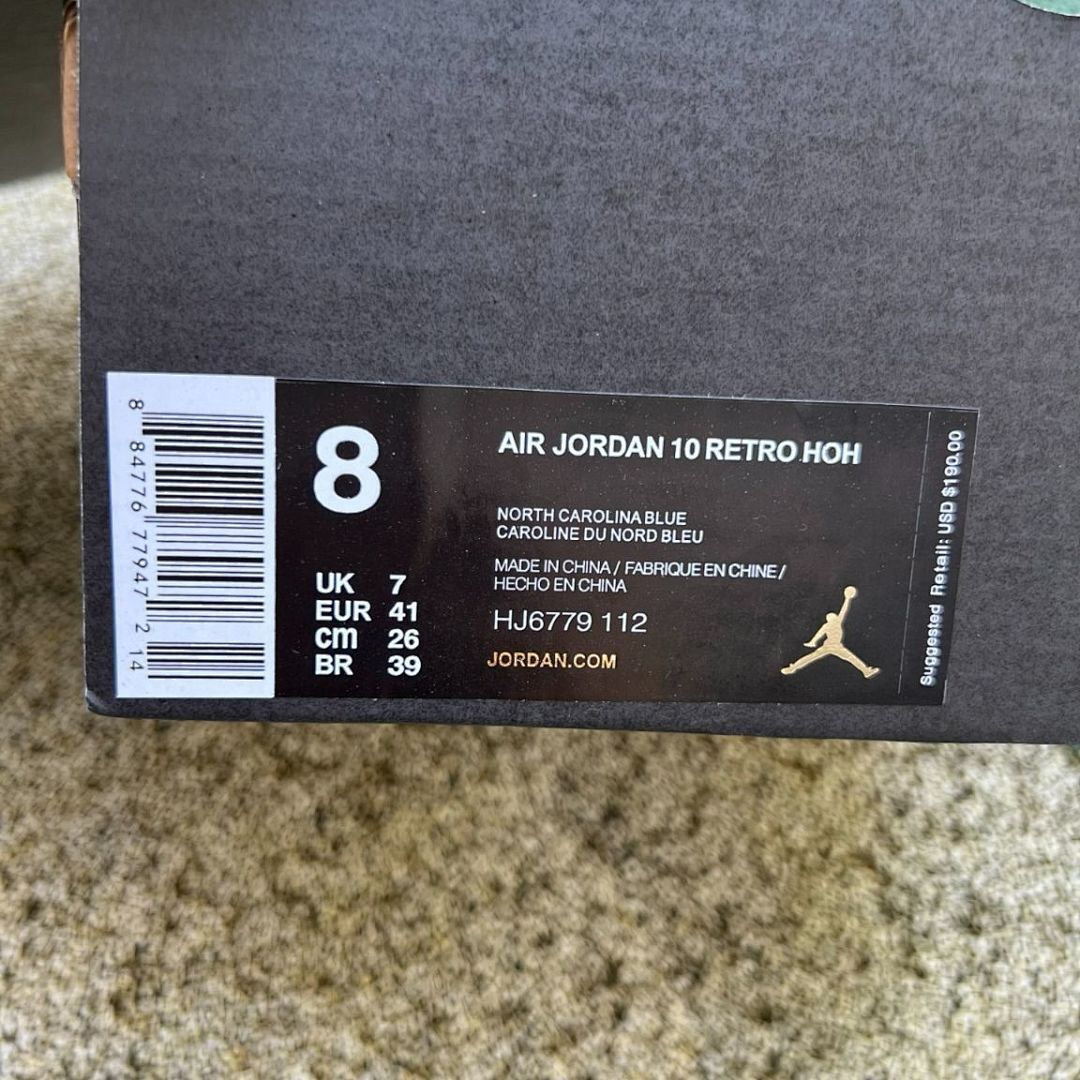 8 84776 77947 2 14
8
UK 7
EUR 41
cm 26
BR 39
AIR JORDAN 10 RETRO HOH
NORTH CAROLINA BLUE
CAROLINE DU NORD BLEU
MADE IN CHINA / FABRIQUE EN CHINE /
HECHO EN CHINA
HJ6779 112
JORDAN.COM
Suggested Retail: USD $190.00